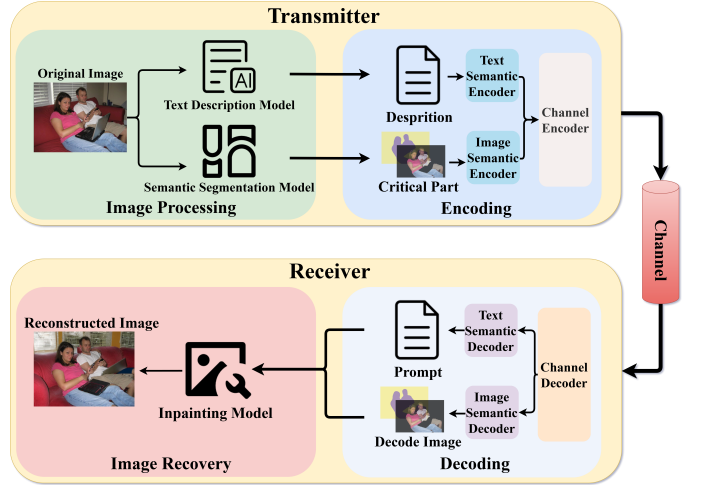 Transmitter
Original Image
AI
Text Description Model
Semantic Segmentation Model
Image Processing
Desprition
Critical Part
Text
Semantic
Encoder
Image
Semantic
Encoder
Channel
Encoder
Encoding
Channel
Receiver
Reconstructed Image
Inpainting Model
Image Recovery
Prompt
Decode Image
Text
Semantic
Decoder
Image
Semantic
Decoder
Channel
Decoder
Decoding